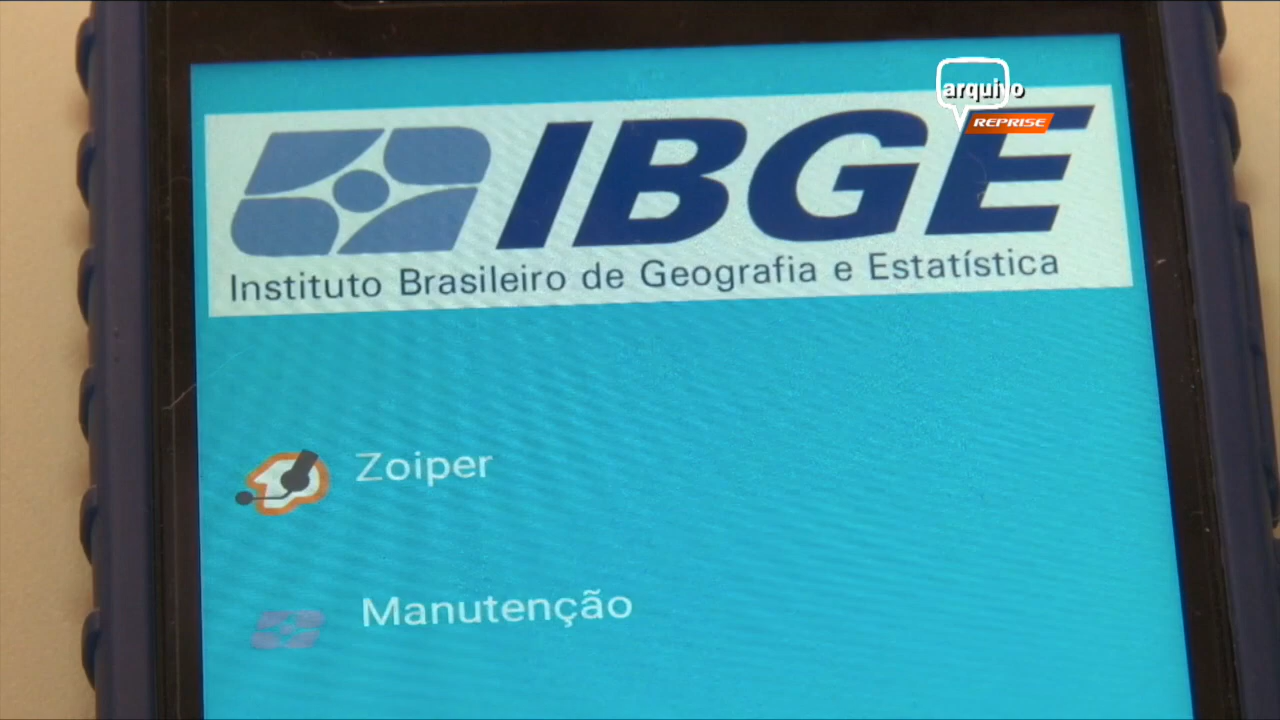 arquivo
REPRISE
IBGE
Instituto Brasileiro de Geografia e Estatística
Zoiper
Manutenção